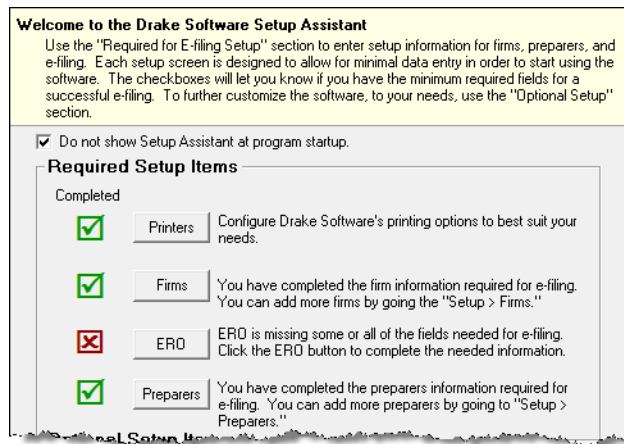 Welcome to the Drake Software Setup Assistant
Use the "Required for E-filing Setup" section to enter setup information for firms, preparers, and
e-filing. Each setup screen is designed to allow for minimal data entry in order to start using the
software. The checkboxes will let you know if you have the minimum required fields for a
successful e-filing. To further customize the software, to your needs, use the "Optional Setup"
section.
Do not show Setup Assistant at program startup.
Required Setup Items
Completed
Printers
Configure Drake Software's printing options to best suit your
needs.
Firms
You have completed the firm information required for e-filing.
You can add more firms by going the "Setup > Firms."
ERO
ERO is missing some or all of the fields needed for e-filing.
Click the ERO button to complete the needed information.
Preparers
You have completed the preparers information required for
e-filing. You can add more preparers by going to "Setup >
Preparers."